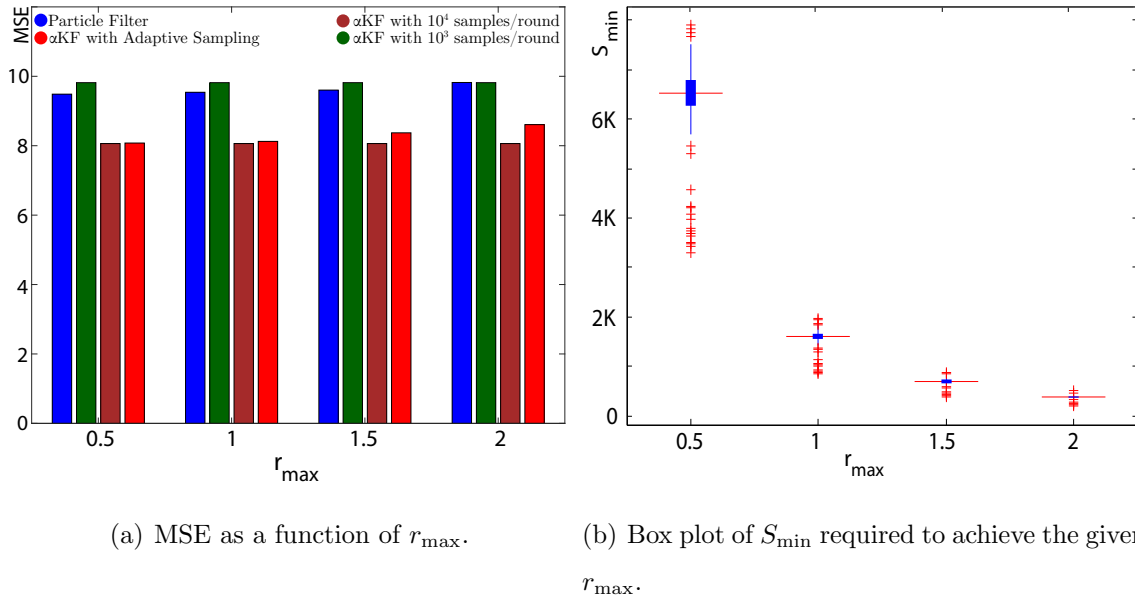 MSE
Particle Filter
αKF with Adaptive Sampling
αKF with 10⁴ samples/round
αKF with 10³ samples/round
10
8
6
4
2
0
0.5 1 1.5 2
r_max
S_min
6K
4K
2K
0
0.5 1 1.5 2
r_max
(a) MSE as a function of r_max.
(b) Box plot of S_min required to achieve the given
r_max.